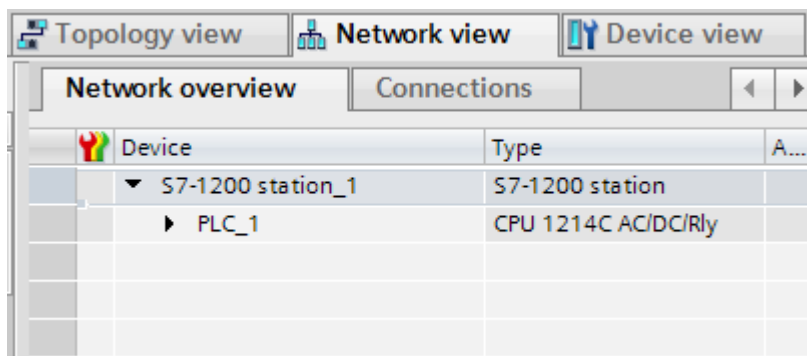 Topology view Network view Device view
Network overview Connections
Device Type A...
S7-1200 station_1 S7-1200 station
PLC_1 CPU 1214C AC/DC/Rly